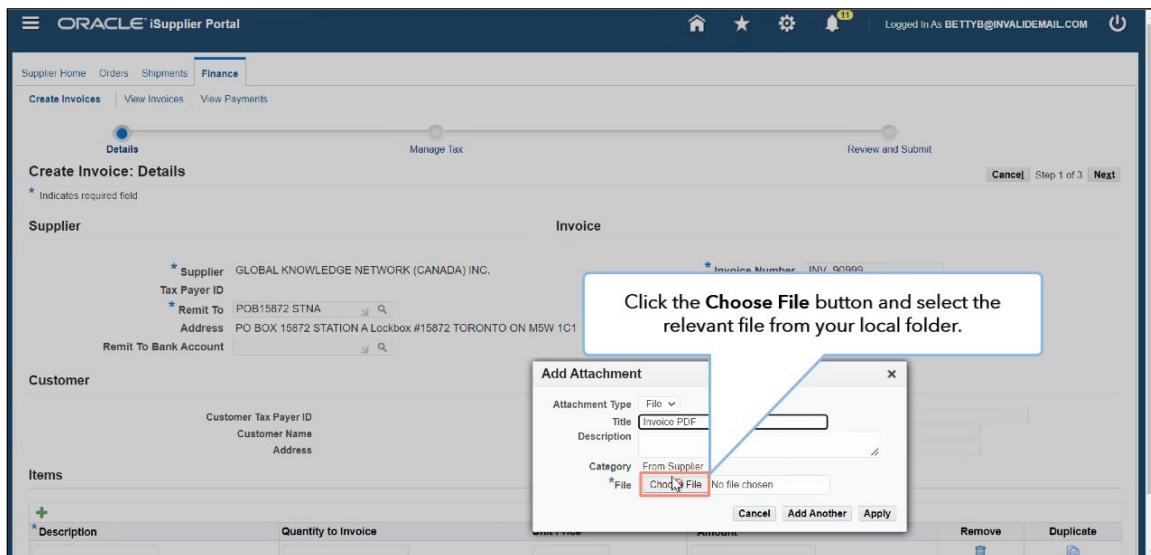 ORACLE iSupplier Portal
11
Logged In As BETTYB@INVALIDEMAIL.COM
Supplier Home Orders Shipments Finance
Create Invoices View Invoices View Payments
Details Manage Tax Review and Submit
Create Invoice: Details
Cancel Step 1 of 3 Next
* Indicates required field
Supplier Invoice
* Supplier GLOBAL KNOWLEDGE NETWORK (CANADA) INC.
* Invoice Number INV_90999
Tax Payer ID
* Remit To POB15872 STNA
Address PO BOX 15872 STATION A Lockbox #15872 TORONTO ON M5W 1C1
Remit To Bank Account
Click the Choose File button and select the
relevant file from your local folder.
Customer
Customer Tax Payer ID
Customer Name
Address
Add Attachment
Attachment Type File
Title Invoice PDF
Description
Category From Supplier
* File Choose File No file chosen
Cancel Add Another Apply
Items
* Description Quantity to Invoice Unit Price Amount Remove Duplicate